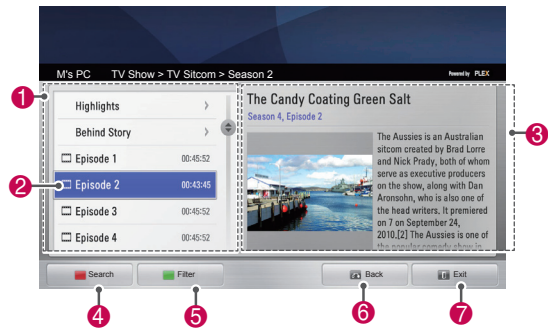 M's PC TV Show > TV Sitcom > Season 2
Powered by PLEX
1
Highlights
Behind Story
Episode 1 00:45:52
2
Episode 2 00:43:45
Episode 3 00:45:52
Episode 4 00:45:52
The Candy Coating Green Salt
Season 4, Episode 2
3
The Aussies is an Australian
sitcom created by Brad Lorre
and Nick Prady, both of whom
serve as executive producers
on the show, along with Dan
Aronsohn, who is also one of
the head writers. It premiered
on 7 on September 24,
2010.[2] The Aussies is one of
the popular comedy show in
Search
Filter
Back
Exit
4
5
6
7